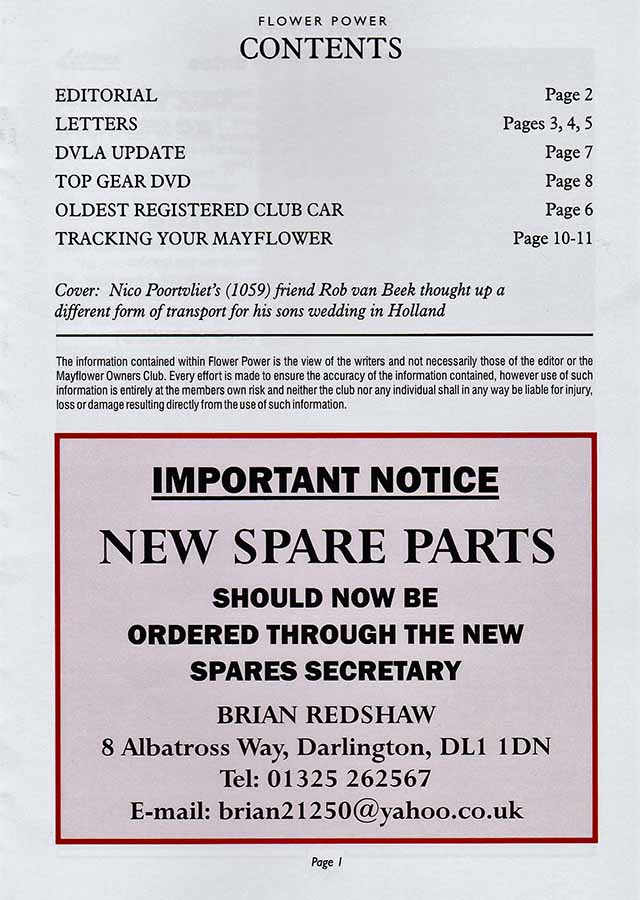 FLOWER POWER
CONTENTS
EDITORIAL Page 2
LETTERS Pages 3, 4, 5
DVLA UPDATE Page 7
TOP GEAR DVD Page 8
OLDEST REGISTERED CLUB CAR Page 6
TRACKING YOUR MAYFLOWER Page 10-11
Cover: Nico Poortvliet's (1059) friend Rob van Beek thought up a
different form of transport for his sons wedding in Holland
The information contained within Flower Power is the view of the writers and not necessarily those of the editor or the
Mayflower Owners Club. Every effort is made to ensure the accuracy of the information contained, however use of such
information is entirely at the members own risk and neither the club nor any individual shall in any way be liable for injury,
loss or damage resulting directly from the use of such information.
IMPORTANT NOTICE
NEW SPARE PARTS
SHOULD NOW BE
ORDERED THROUGH THE NEW
SPARES SECRETARY
BRIAN REDSHAW
8 Albatross Way, Darlington, DL1 1DN
Tel: 01325 262567
E-mail: brian21250@yahoo.co.uk
Page 1